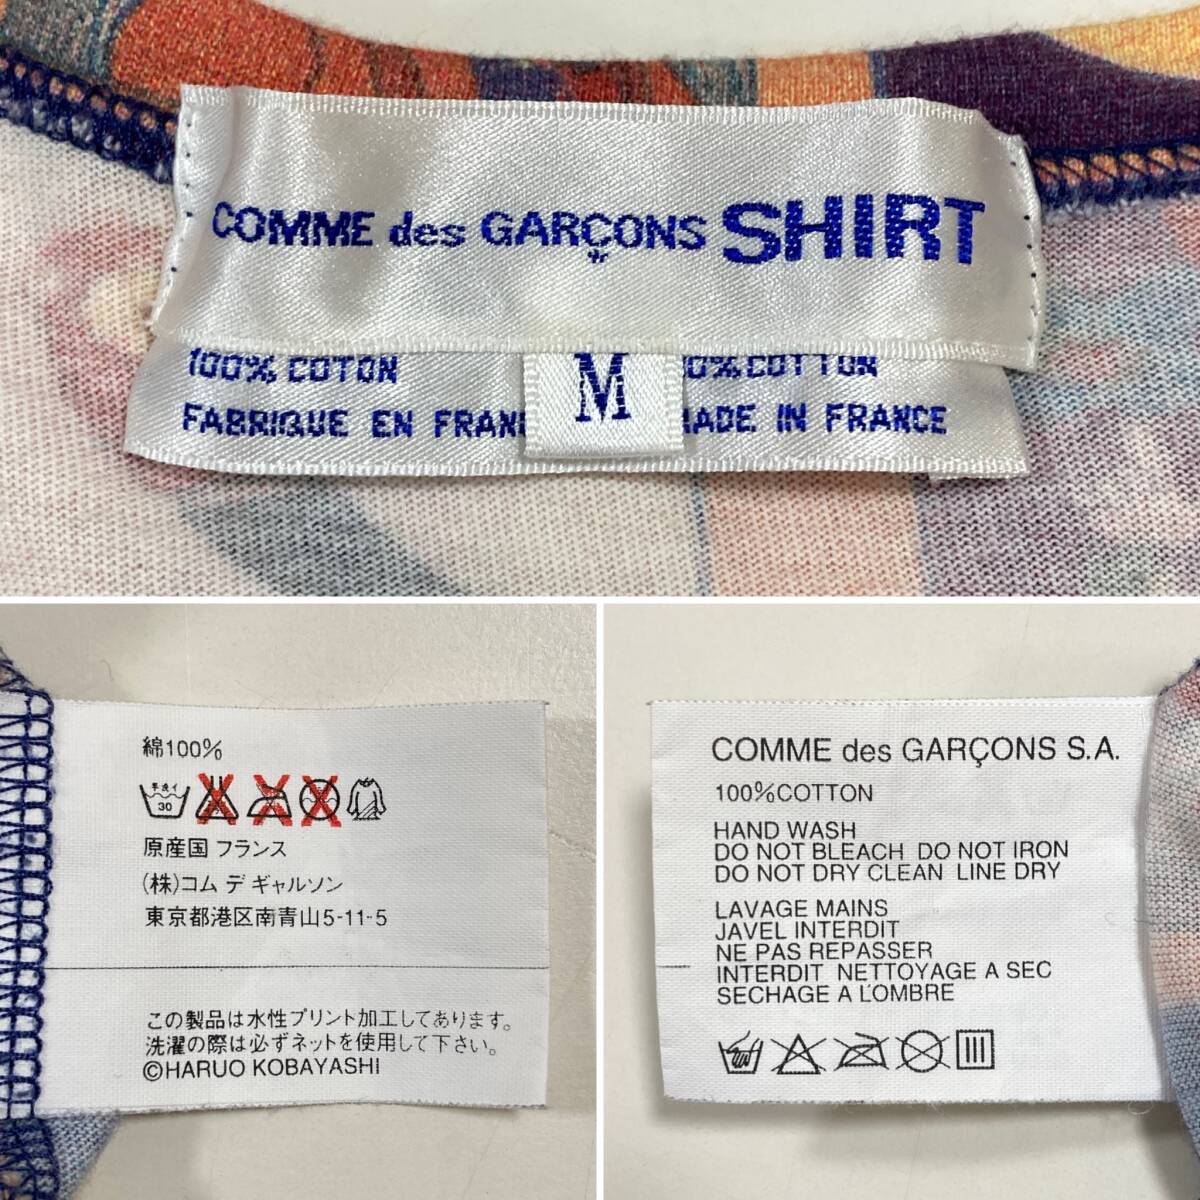 COMME des GARÇONS SHIRT
100% COTON
0% COTTON
FABRIQUE EN FRAN
M
ADE IN FRANCE
綿100%
手洗イ
30
原産国 フランス
(株)コム デ ギャルソン
東京都港区南青山5-11-5
この製品は水性プリント加工してあります。
洗濯の際は必ずネットを使用して下さい。
©HARUO KOBAYASHI
COMME des GARÇONS S.A.
100%COTTON
HAND WASH
DO NOT BLEACH DO NOT IRON
DO NOT DRY CLEAN LINE DRY
LAVAGE MAINS
JAVEL INTERDIT
NE PAS REPASSER
INTERDIT NETTOYAGE A SEC
SECHAGE A L'OMBRE